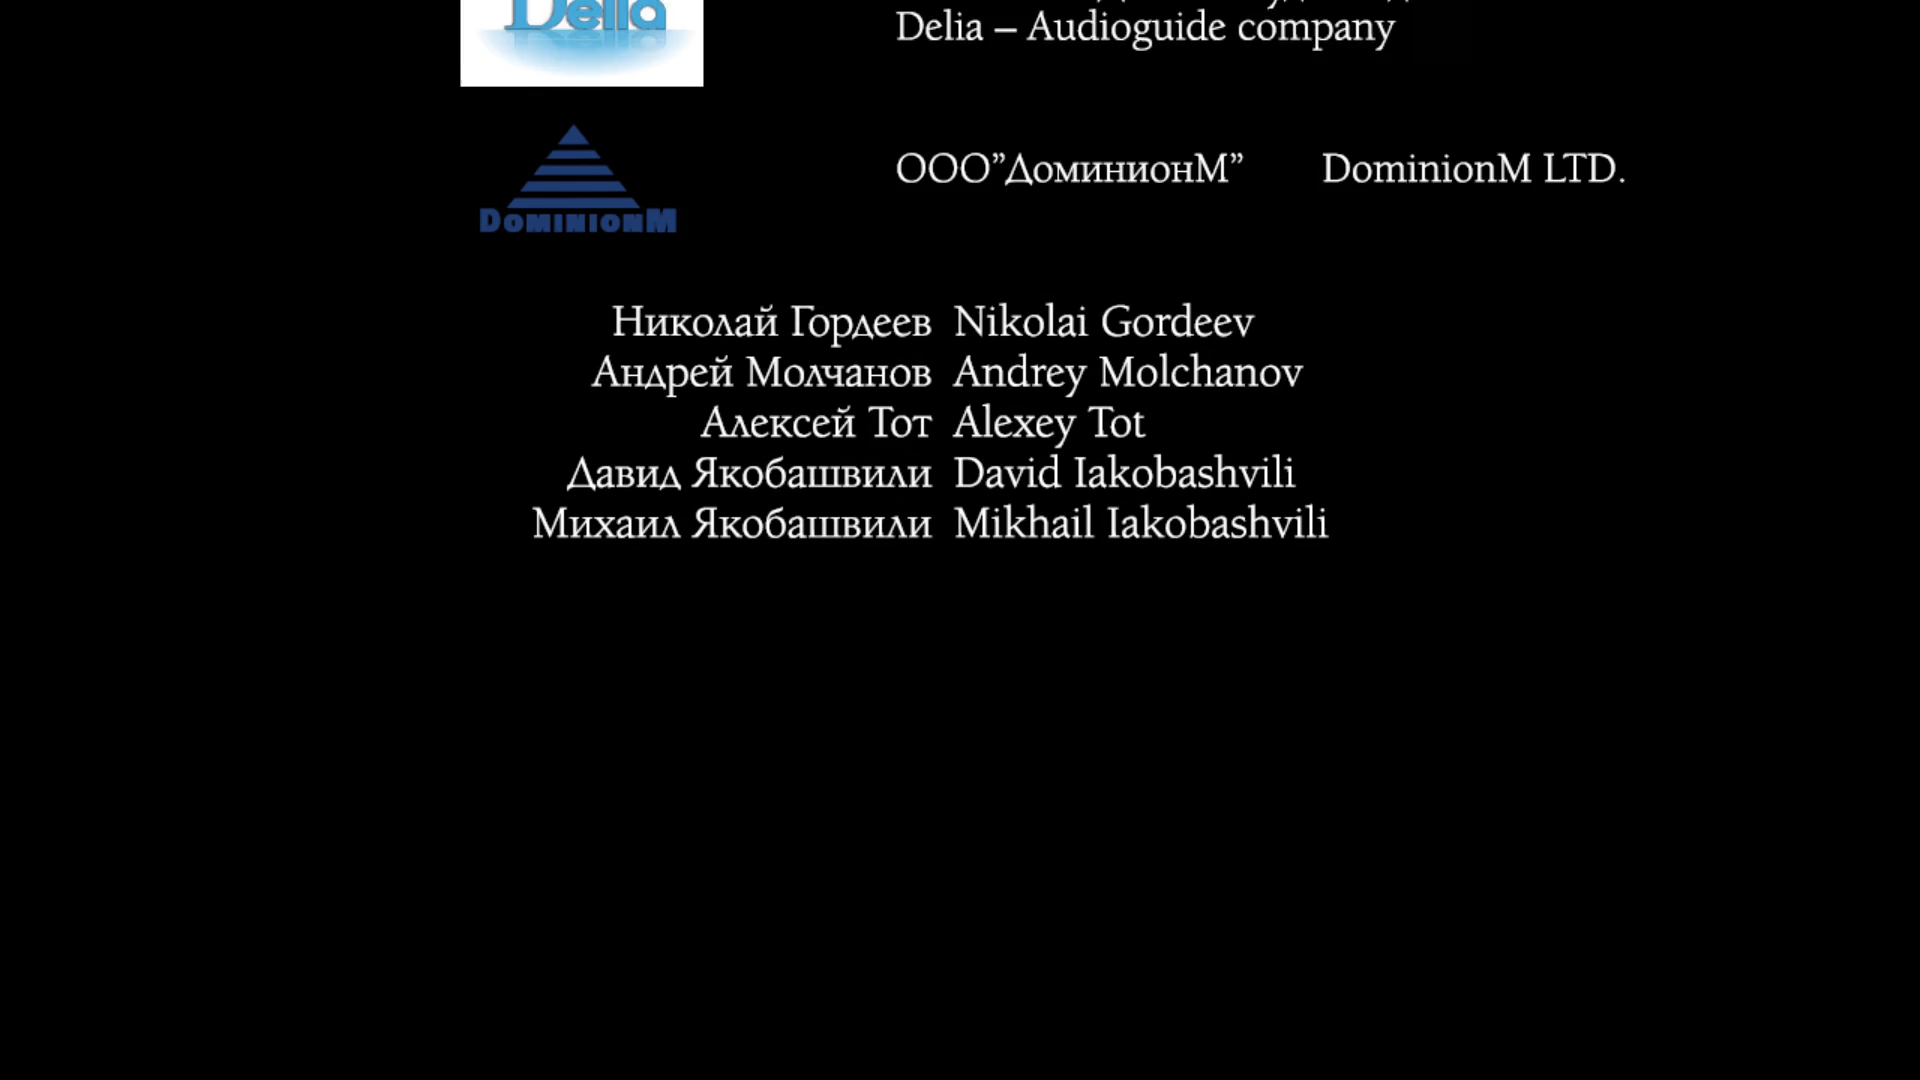 Delia
Delia – Audioguide company
DOMINIONM
ООО”ДоминионМ” DominionM LTD.
Николай Гордеев Nikolai Gordeev
Андрей Молчанов Andrey Molchanov
Алексей Тот Alexey Tot
Давид Якобашвили David Iakobashvili
Михаил Якобашвили Mikhail Iakobashvili